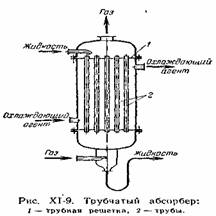 Газ
Жидкость
1
Охлаждающий
агент
2
Охлаждающий
агент
Газ
Жидкость
Рис. XI-9. Трубчатый абсорбер:
1 — трубная решетка, 2 — трубы.